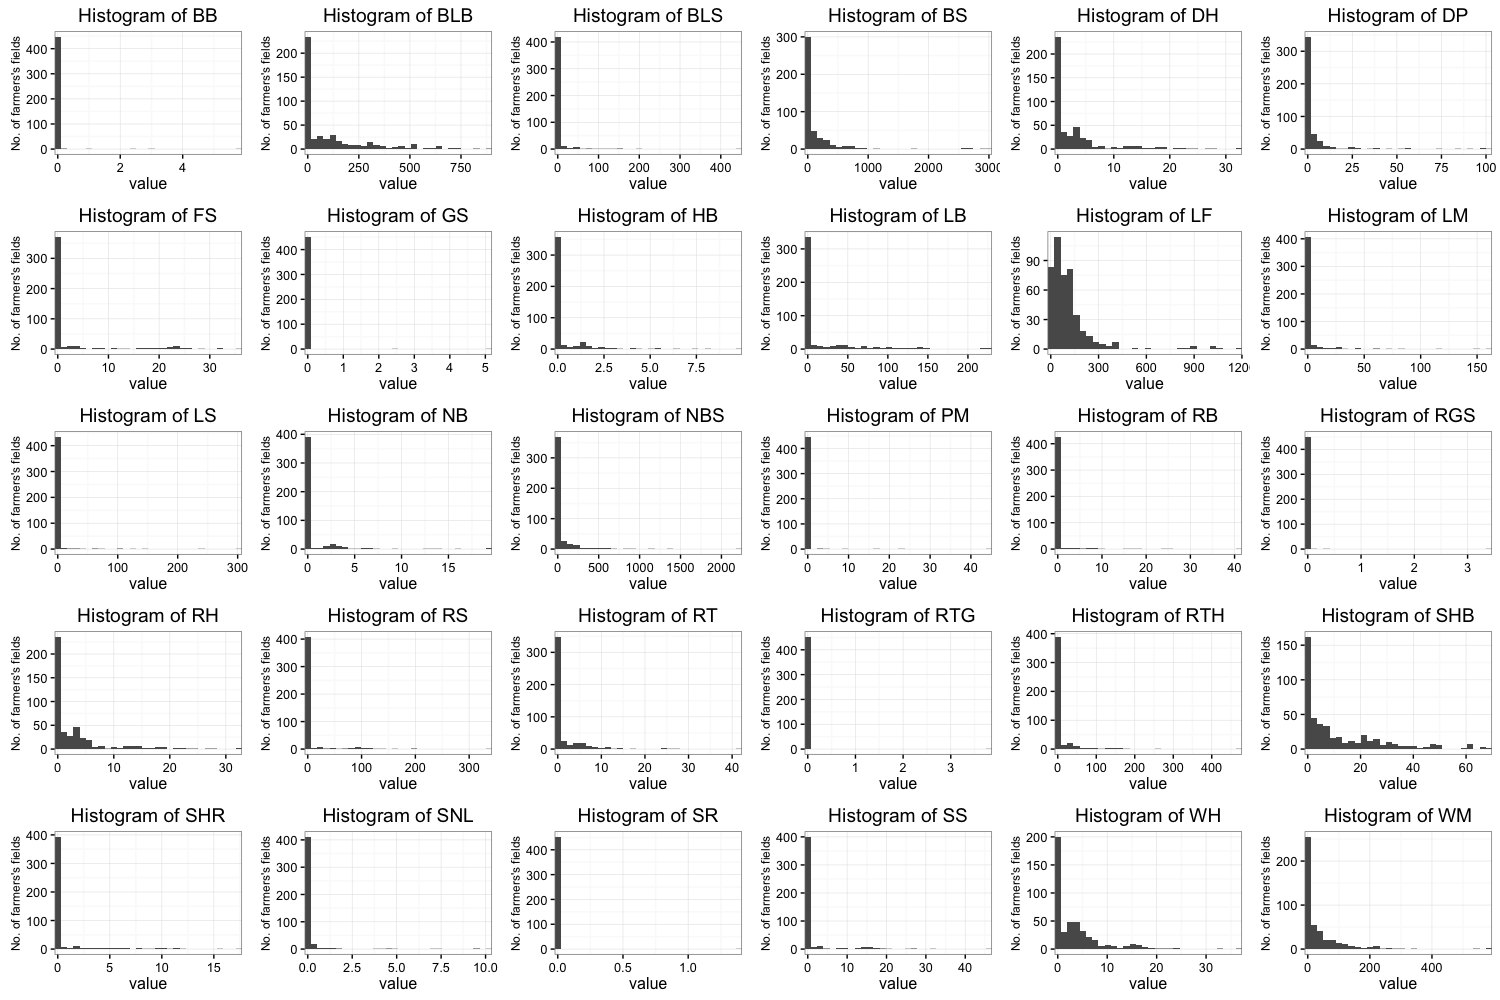 Histogram of BB Histogram of BLB Histogram of BLS Histogram of BS Histogram of DH Histogram of DP
No. of farmers's fields No. of farmers's fields No. of farmers's fields No. of farmers's fields No. of farmers's fields No. of farmers's fields
400 300 200 100 0 200 150 100 50 0 400 300 200 100 0 300 200 100 0 200 150 100 50 0 300 200 100 0
0 2 4 0 250 500 750 0 100 200 300 400 0 1000 2000 3000 0 10 20 30 0 25 50 75 100
value value value value value value
Histogram of FS Histogram of GS Histogram of HB Histogram of LB Histogram of LF Histogram of LM
No. of farmers's fields No. of farmers's fields No. of farmers's fields No. of farmers's fields No. of farmers's fields No. of farmers's fields
300 200 100 0 400 300 200 100 0 300 200 100 0 300 200 100 0 90 60 30 0 400 300 200 100 0
0 10 20 30 0 1 2 3 4 5 0.0 2.5 5.0 7.5 0 50 100 150 200 0 300 600 900 1200 0 50 100 150
value value value value value value
Histogram of LS Histogram of NB Histogram of NBS Histogram of PM Histogram of RB Histogram of RGS
No. of farmers's fields No. of farmers's fields No. of farmers's fields No. of farmers's fields No. of farmers's fields No. of farmers's fields
400 300 200 100 0 400 300 200 100 0 300 200 100 0 400 300 200 100 0 400 300 200 100 0 400 300 200 100 0
0 100 200 300 0 5 10 15 0 500 1000 1500 2000 0 10 20 30 40 0 10 20 30 40 0 1 2 3
value value value value value value
Histogram of RH Histogram of RS Histogram of RT Histogram of RTG Histogram of RTH Histogram of SHB
No. of farmers's fields No. of farmers's fields No. of farmers's fields No. of farmers's fields No. of farmers's fields No. of farmers's fields
200 150 100 50 0 400 300 200 100 0 300 200 100 0 400 300 200 100 0 400 300 200 100 0 150 100 50 0
0 10 20 30 0 100 200 300 0 10 20 30 40 0 1 2 3 0 100 200 300 400 0 20 40 60
value value value value value value
Histogram of SHR Histogram of SNL Histogram of SR Histogram of SS Histogram of WH Histogram of WM
No. of farmers's fields No. of farmers's fields No. of farmers's fields No. of farmers's fields No. of farmers's fields No. of farmers's fields
400 300 200 100 0 400 300 200 100 0 400 300 200 100 0 400 300 200 100 0 200 150 100 50 0 200 100 0
0 5 10 15 0.0 2.5 5.0 7.5 10.0 0.0 0.5 1.0 0 10 20 30 40 0 10 20 30 0 200 400
value value value value value value